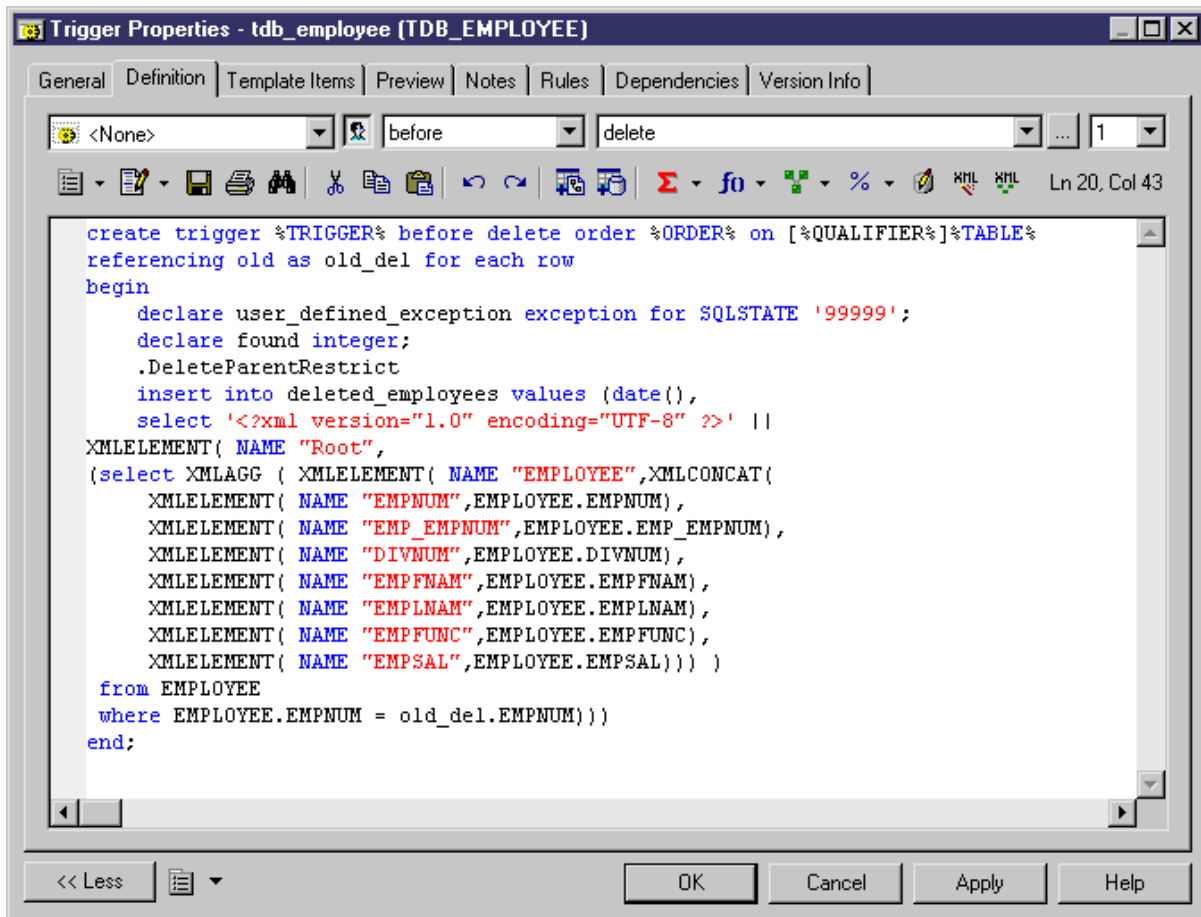 Trigger Properties - tdb_employee (TDB_EMPLOYEE)
General Definition Template Items Preview Notes Rules Dependencies Version Info
<None> before delete ... 1
Σ f() % XML XML Ln 20, Col 43
create trigger %TRIGGER% before delete order %ORDER% on [%QUALIFIER%]%TABLE%
referencing old as old_del for each row
begin
    declare user_defined_exception exception for SQLSTATE '99999';
    declare found integer;
    .DeleteParentRestrict
    insert into deleted_employees values (date(),
    select '<?xml version="1.0" encoding="UTF-8" ?>' ||
XMLELEMENT( NAME "Root",
(select XMLAGG ( XMLELEMENT( NAME "EMPLOYEE",XMLCONCAT(
     XMLELEMENT( NAME "EMPNUM",EMPLOYEE.EMPNUM),
     XMLELEMENT( NAME "EMP_EMPNUM",EMPLOYEE.EMP_EMPNUM),
     XMLELEMENT( NAME "DIVNUM",EMPLOYEE.DIVNUM),
     XMLELEMENT( NAME "EMPFNAM",EMPLOYEE.EMPFNAM),
     XMLELEMENT( NAME "EMPLNAM",EMPLOYEE.EMPLNAM),
     XMLELEMENT( NAME "EMPFUNC",EMPLOYEE.EMPFUNC),
     XMLELEMENT( NAME "EMPSAL",EMPLOYEE.EMPSAL))) )
 from EMPLOYEE
 where EMPLOYEE.EMPNUM = old_del.EMPNUM)))
end;
<< Less OK Cancel Apply Help